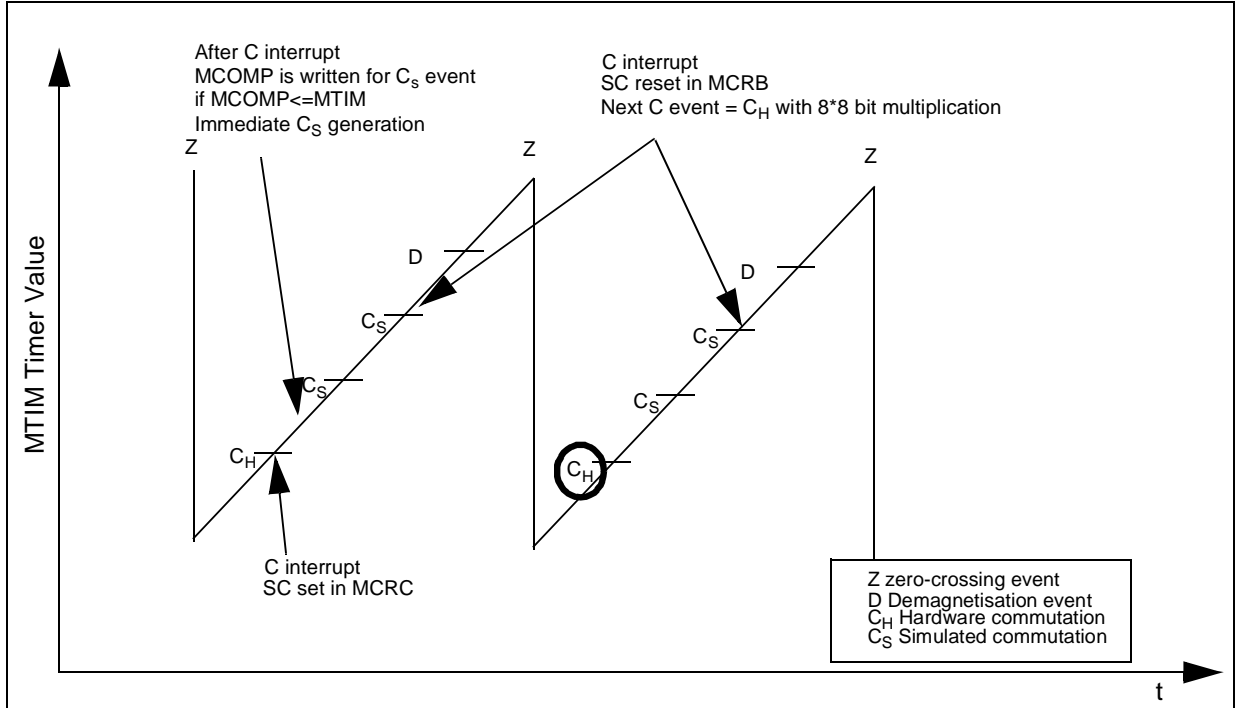 After C interrupt
MCOMP is written for Cs event
if MCOMP<=MTIM
Immediate CS generation
C interrupt
SC reset in MCRB
Next C event = CH with 8*8 bit multiplication
Z
Z
Z
D
D
CS
CS
CS
CS
CH
CH
C interrupt
SC set in MCRC
MTIM Timer Value
Z zero-crossing event
D Demagnetisation event
CH Hardware commutation
CS Simulated commutation
t